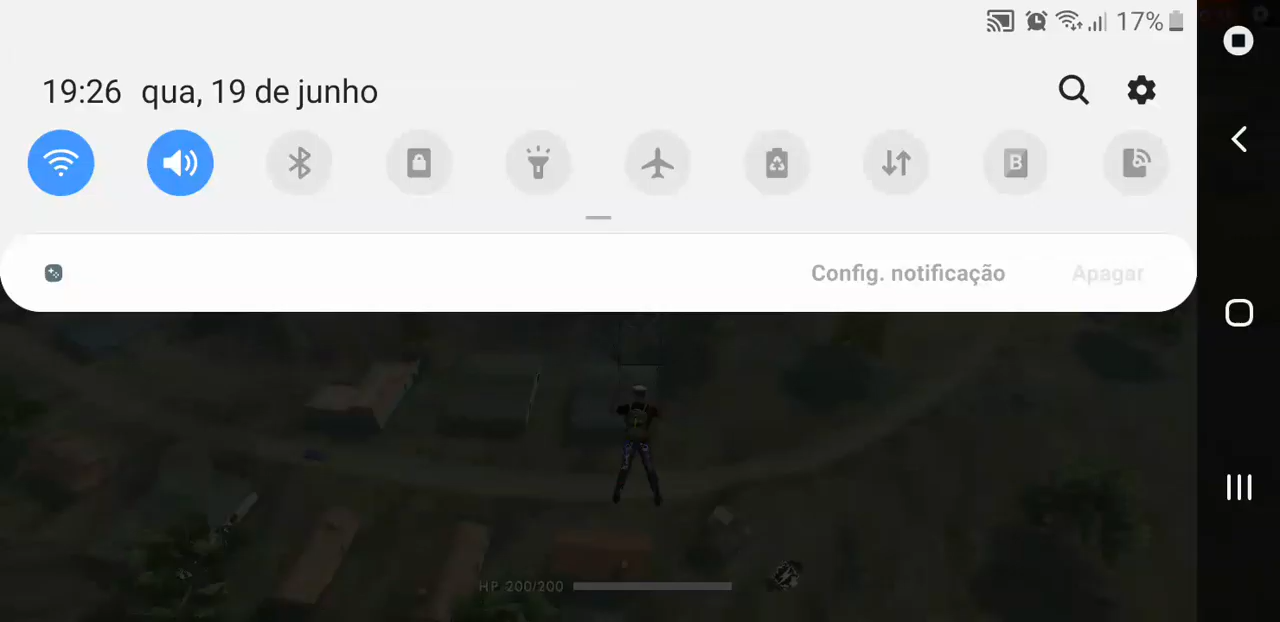 17%
19:26 qua, 19 de junho
B
Config. notificação Apagar
HP 200/200